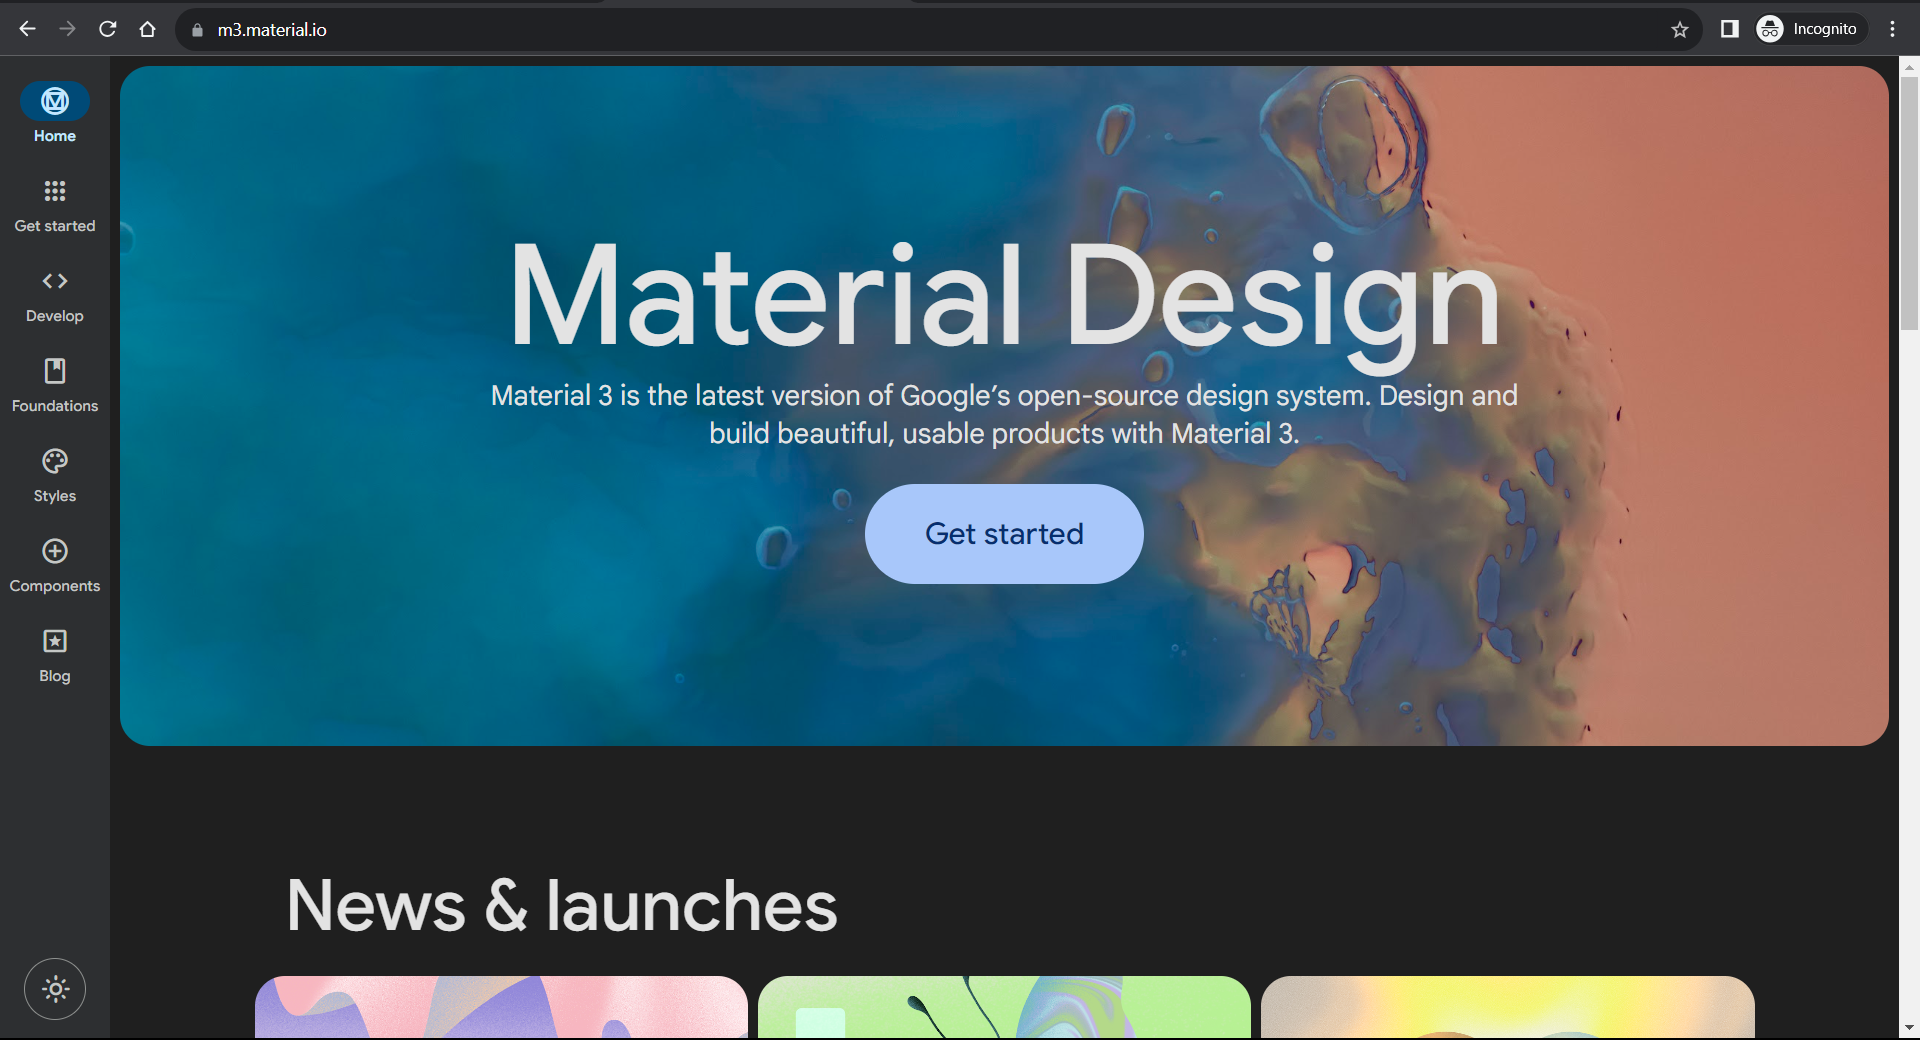 m3.material.io
Incognito
Home
Get started
Develop
Foundations
Styles
Components
Blog
Material Design
Material 3 is the latest version of Google’s open-source design system. Design and
build beautiful, usable products with Material 3.
Get started
News & launches